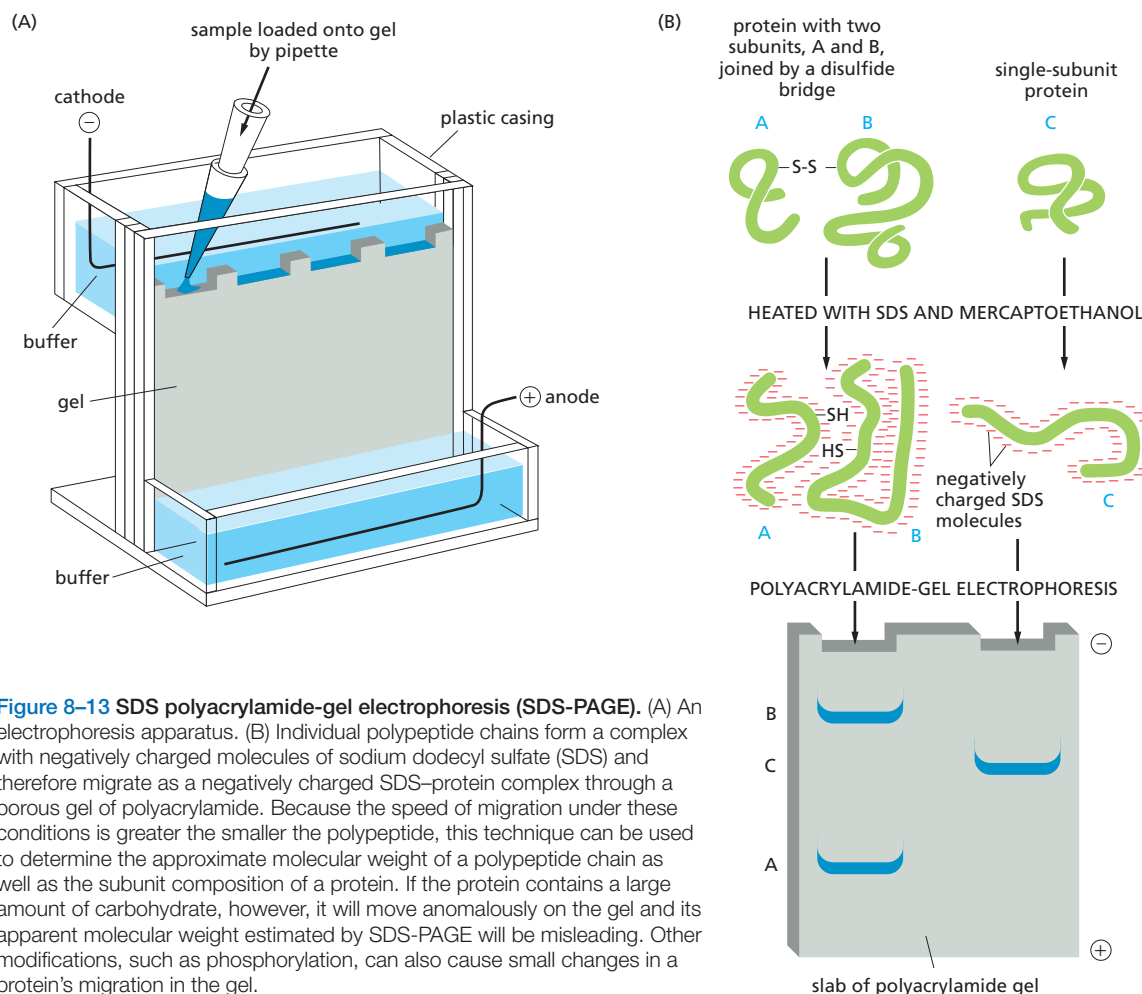 (A)
sample loaded onto gel
by pipette
cathode
−
plastic casing
buffer
gel
+ anode
buffer
(B)
protein with two
subunits, A and B,
joined by a disulfide
bridge
single-subunit
protein
A
B
C
S-S
HEATED WITH SDS AND MERCAPTOETHANOL
SH
HS
negatively
charged SDS
molecules
A
B
C
POLYACRYLAMIDE-GEL ELECTROPHORESIS
−
B
C
A
+
slab of polyacrylamide gel
Figure 8–13 SDS polyacrylamide-gel electrophoresis (SDS-PAGE). (A) An
electrophoresis apparatus. (B) Individual polypeptide chains form a complex
with negatively charged molecules of sodium dodecyl sulfate (SDS) and
therefore migrate as a negatively charged SDS–protein complex through a
porous gel of polyacrylamide. Because the speed of migration under these
conditions is greater the smaller the polypeptide, this technique can be used
to determine the approximate molecular weight of a polypeptide chain as
well as the subunit composition of a protein. If the protein contains a large
amount of carbohydrate, however, it will move anomalously on the gel and its
apparent molecular weight estimated by SDS-PAGE will be misleading. Other
modifications, such as phosphorylation, can also cause small changes in a
protein's migration in the gel.